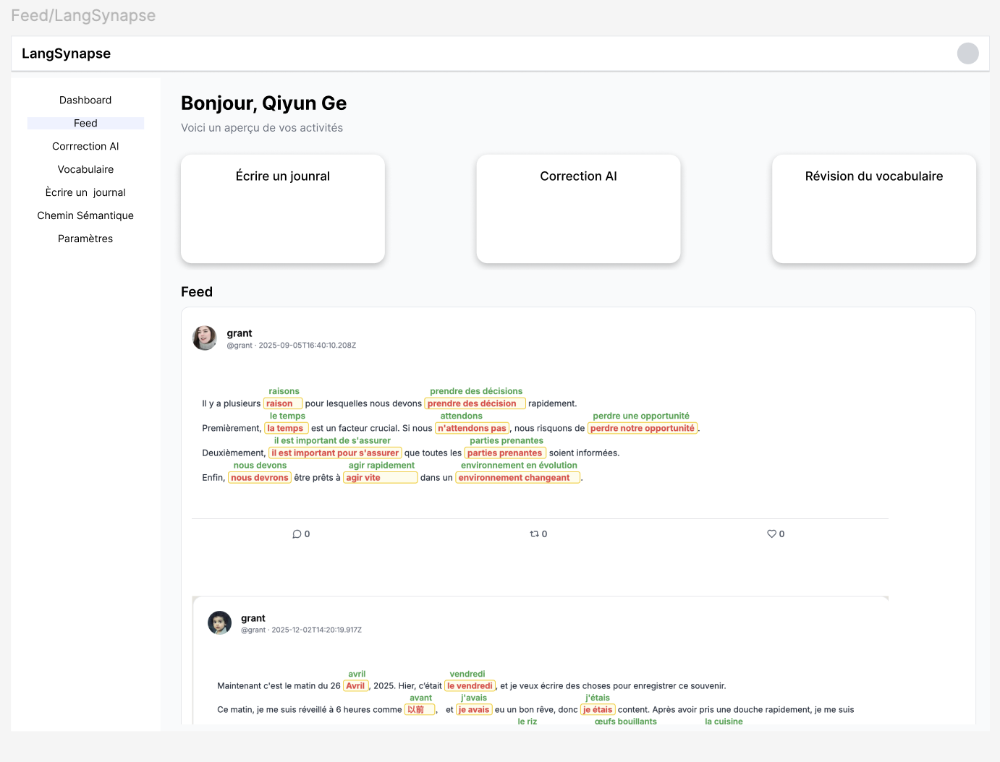 Feed/LangSynapse
LangSynapse
Dashboard
Feed
Corrrection AI
Vocabulaire
Ècrire un  journal
Chemin Sémantique
Paramètres
Bonjour, Qiyun Ge
Voici un aperçu de vos activités
Écrire un jounral
Correction AI
Révision du vocabulaire
Feed
grant
@grant · 2025-09-05T16:40:10.208Z
raisons prendre des décisions
Il y a plusieurs raison pour lesquelles nous devons prendre des décision rapidement.
le temps attendons perdre une opportunité
Premièrement, la temps est un facteur crucial. Si nous n'attendons pas, nous risquons de perdre notre opportunité.
il est important de s'assurer parties prenantes
Deuxièmement, il est important pour s'assurer que toutes les parties prenantes soient informées.
nous devons agir rapidement environnement en évolution
Enfin, nous devrons être prêts à agir vite dans un environnement changeant.
0 0 0
grant
@grant · 2025-12-02T14:20:19.917Z
avril vendredi
Maintenant c'est le matin du 26 Avril, 2025. Hier, c'était le vendredi, et je veux écrire des choses pour enregistrer ce souvenir.
avant j'avais j'étais
Ce matin, je me suis réveillé à 6 heures comme 以前, et je avais eu un bon rêve, donc je étais content. Après avoir pris une douche rapidement, je me suis
le riz œufs bouillants la cuisine